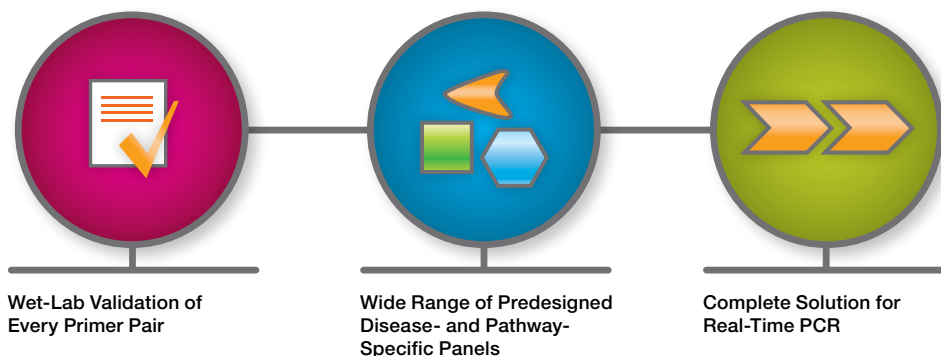 Wet-Lab Validation of
Every Primer Pair
Wide Range of Predesigned
Disease- and Pathway-
Specific Panels
Complete Solution for
Real-Time PCR